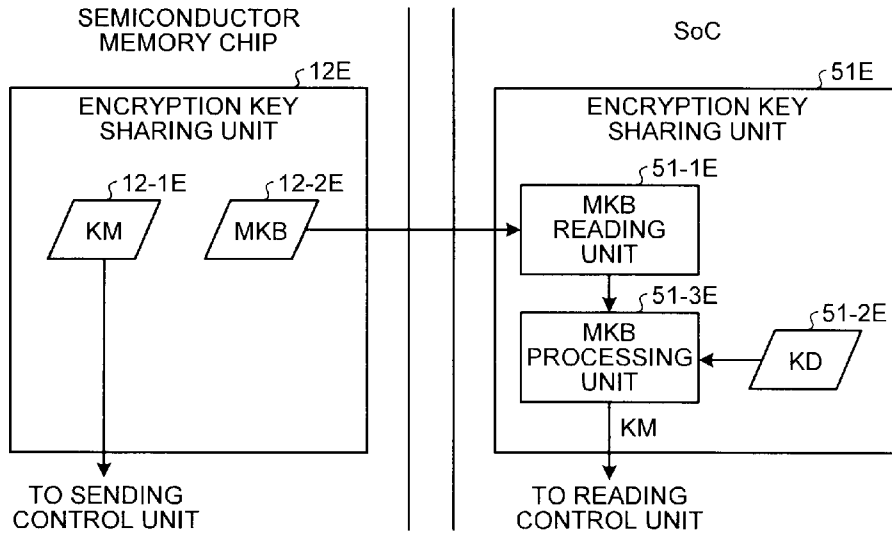 SEMICONDUCTOR
MEMORY CHIP
12E
ENCRYPTION KEY
SHARING UNIT
12-1E
KM
12-2E
MKB
TO SENDING
CONTROL UNIT
SoC
51E
ENCRYPTION KEY
SHARING UNIT
51-1E
MKB
READING
UNIT
51-3E
MKB
PROCESSING
UNIT
51-2E
KD
KM
TO READING
CONTROL UNIT